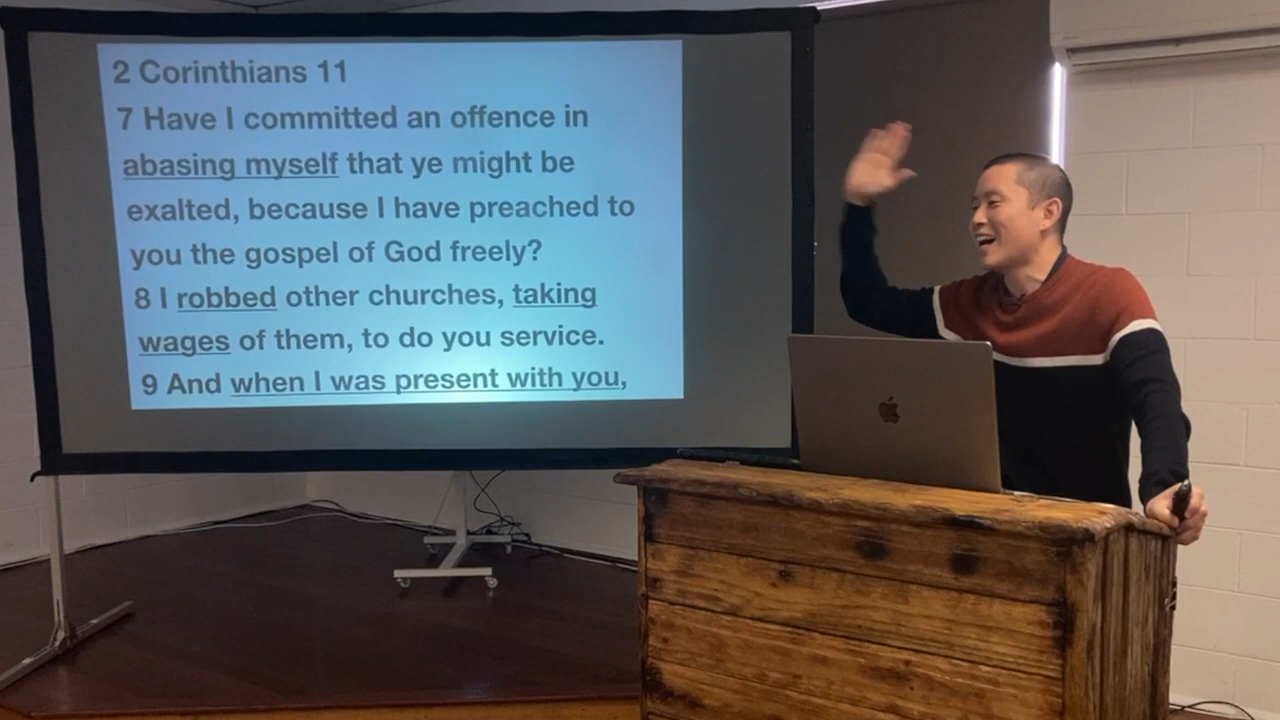 2 Corinthians 11
7 Have I committed an offence in
abasing myself that ye might be
exalted, because I have preached to
you the gospel of God freely?
8 I robbed other churches, taking
wages of them, to do you service.
9 And when I was present with you,